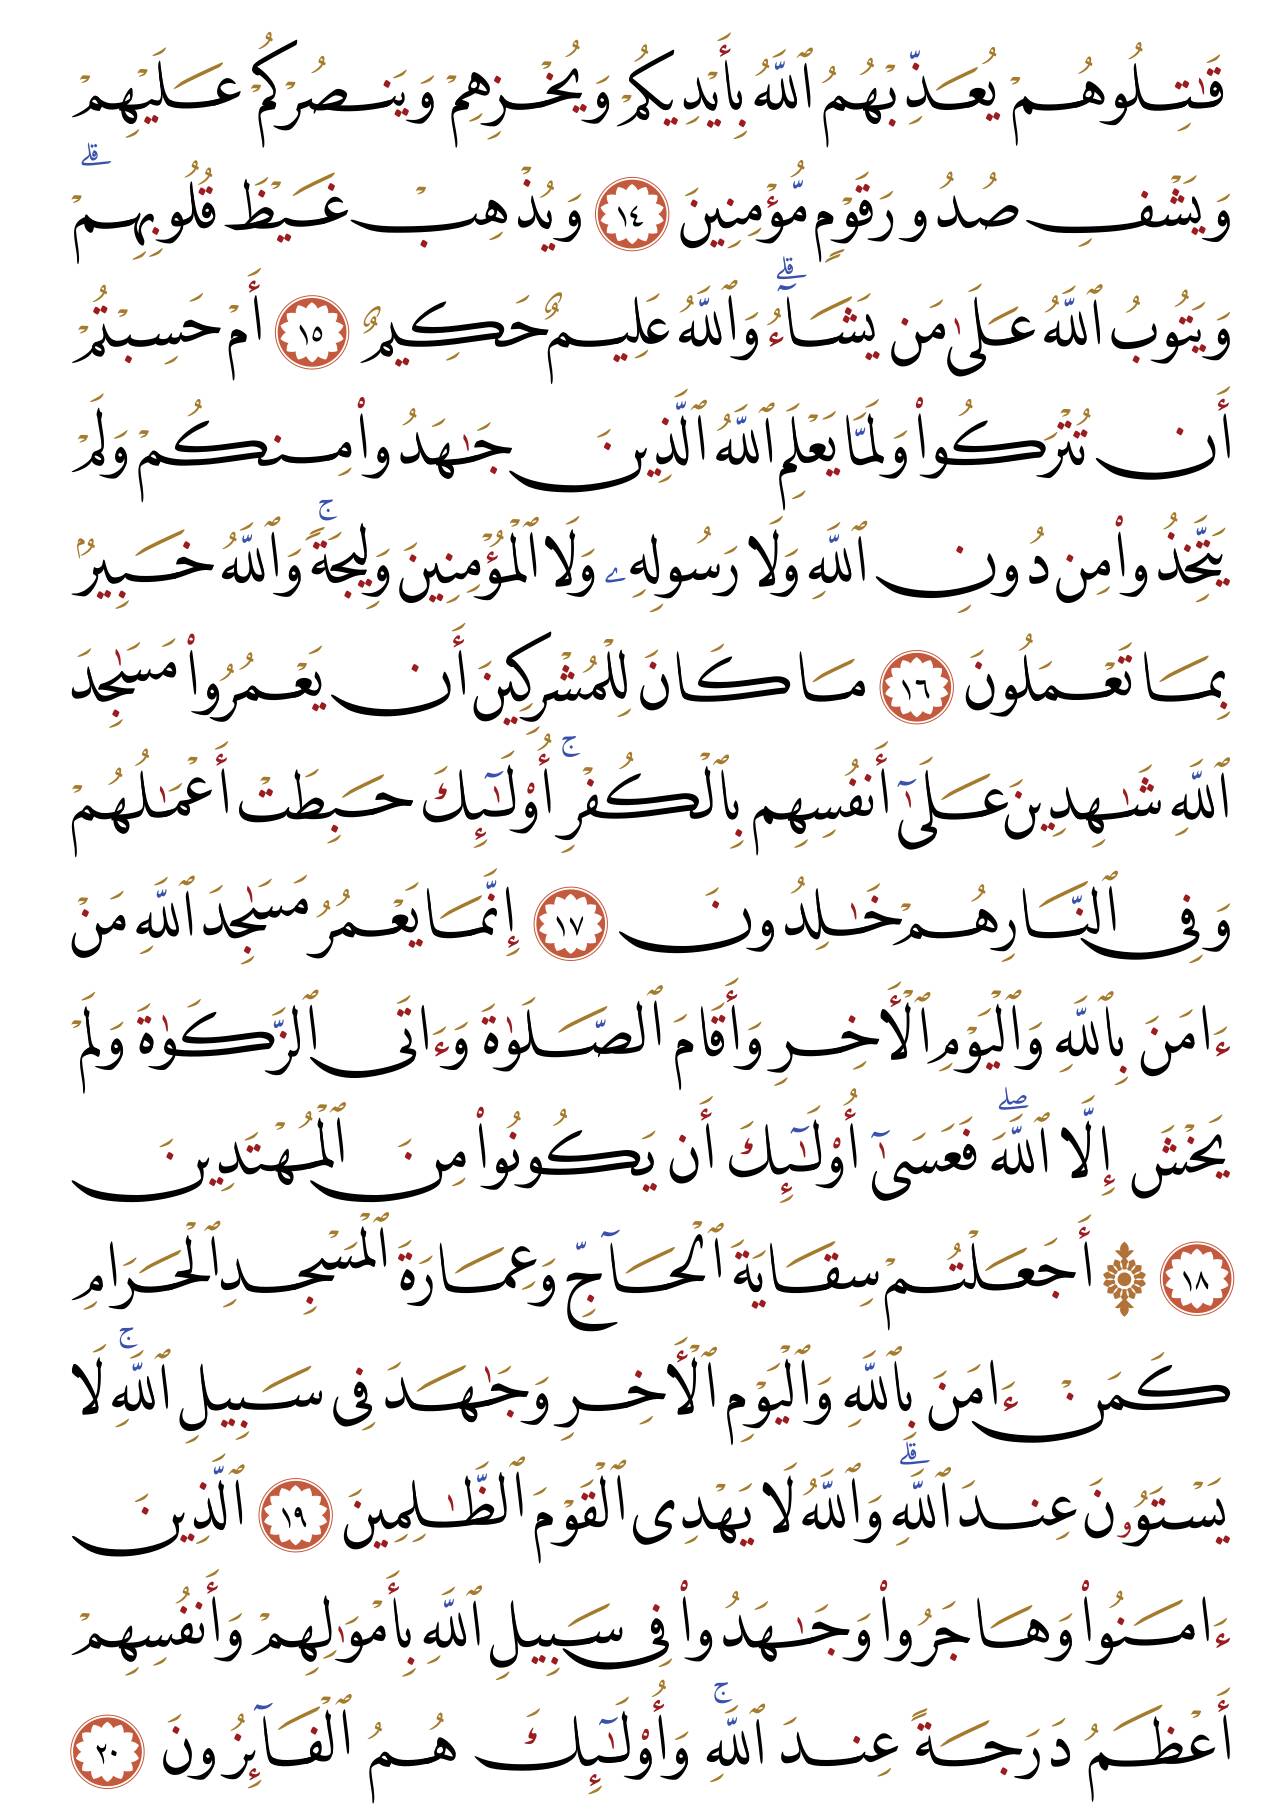 قَٰتِلُوهُمْ يُعَذِّبْهُمُ ٱللَّهُ بِأَيْدِيكُمْ وَيُخْزِهِمْ وَيَنصُرْكُمْ عَلَيْهِمْ
وَيَشْفِ صُدُورَ قَوْمٍ مُّؤْمِنِينَ ١٤ وَيُذْهِبْ غَيْظَ قُلُوبِهِمْ ۗ
وَيَتُوبُ ٱللَّهُ عَلَىٰ مَن يَشَآءُ ۗ وَٱللَّهُ عَلِيمٌ حَكِيمٌ ١٥ أَمْ حَسِبْتُمْ
أَن تُتْرَكُوا۟ وَلَمَّا يَعْلَمِ ٱللَّهُ ٱلَّذِينَ جَٰهَدُوا۟ مِنكُمْ وَلَمْ
يَتَّخِذُوا۟ مِن دُونِ ٱللَّهِ وَلَا رَسُولِهِۦ وَلَا ٱلْمُؤْمِنِينَ وَلِيجَةً ۚ وَٱللَّهُ خَبِيرٌۢ
بِمَا تَعْمَلُونَ ١٦ مَا كَانَ لِلْمُشْرِكِينَ أَن يَعْمُرُوا۟ مَسَٰجِدَ
ٱللَّهِ شَٰهِدِينَ عَلَىٰٓ أَنفُسِهِم بِٱلْكُفْرِ ۚ أُو۟لَٰٓئِكَ حَبِطَتْ أَعْمَٰلُهُمْ
وَفِى ٱلنَّارِ هُمْ خَٰلِدُونَ ١٧ إِنَّمَا يَعْمُرُ مَسَٰجِدَ ٱللَّهِ مَنْ
ءَامَنَ بِٱللَّهِ وَٱلْيَوْمِ ٱلْأَخِرِ وَأَقَامَ ٱلصَّلَوٰةَ وَءَاتَى ٱلزَّكَوٰةَ وَلَمْ
يَخْشَ إِلَّا ٱللَّهَ ۖ فَعَسَىٰٓ أُو۟لَٰٓئِكَ أَن يَكُونُوا۟ مِنَ ٱلْمُهْتَدِينَ
١٨ ۞ أَجَعَلْتُمْ سِقَايَةَ ٱلْحَآجِّ وَعِمَارَةَ ٱلْمَسْجِدِ ٱلْحَرَامِ
كَمَنْ ءَامَنَ بِٱللَّهِ وَٱلْيَوْمِ ٱلْأَخِرِ وَجَٰهَدَ فِى سَبِيلِ ٱللَّهِ ۚ لَا
يَسْتَوُۥنَ عِندَ ٱللَّهِ ۗ وَٱللَّهُ لَا يَهْدِى ٱلْقَوْمَ ٱلظَّٰلِمِينَ ١٩ ٱلَّذِينَ
ءَامَنُوا۟ وَهَاجَرُوا۟ وَجَٰهَدُوا۟ فِى سَبِيلِ ٱللَّهِ بِأَمْوَٰلِهِمْ وَأَنفُسِهِمْ
أَعْظَمُ دَرَجَةً عِندَ ٱللَّهِ ۚ وَأُو۟لَٰٓئِكَ هُمُ ٱلْفَآئِزُونَ ٢٠